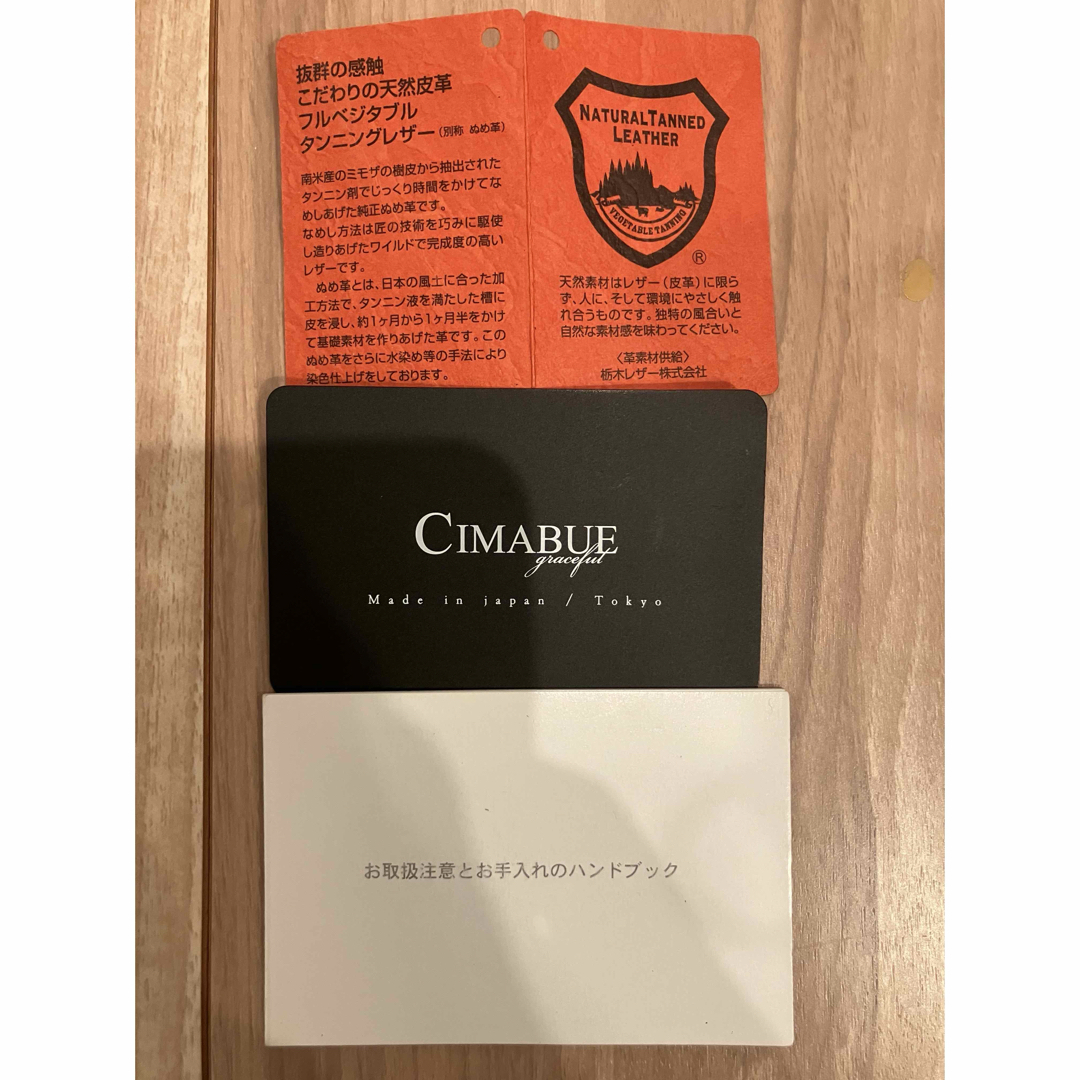 抜群の感触
こだわりの天然皮革
フルベジタブル
タンニングレザー（別称 ぬめ革）
南米産のミモザの樹皮から抽出された
タンニン剤でじっくり時間をかけてな
めしあげた純正ぬめ革です。
なめし方法は匠の技術を巧みに駆使
し造りあげたワイルドで完成度の高い
レザーです。
ぬめ革とは、日本の風土に合った加
工方法で、タンニン液を満たした槽に
皮を浸し、約1ヶ月から1ヶ月半をかけ
て基礎素材を作りあげた革です。この
ぬめ革をさらに水染め等の手法により
染色仕上げをしております。
NATURAL TANNED
LEATHER
VEGETABLE TANNING
®
天然素材はレザー（皮革）に限ら
ず、人に、そして環境にやさしく触
れ合うものです。独特の風合いと
自然な素材感を味わってください。
〈革素材供給〉
栃木レザー株式会社
CIMABUE
graceful
Made in japan / Tokyo
お取扱注意とお手入れのハンドブック